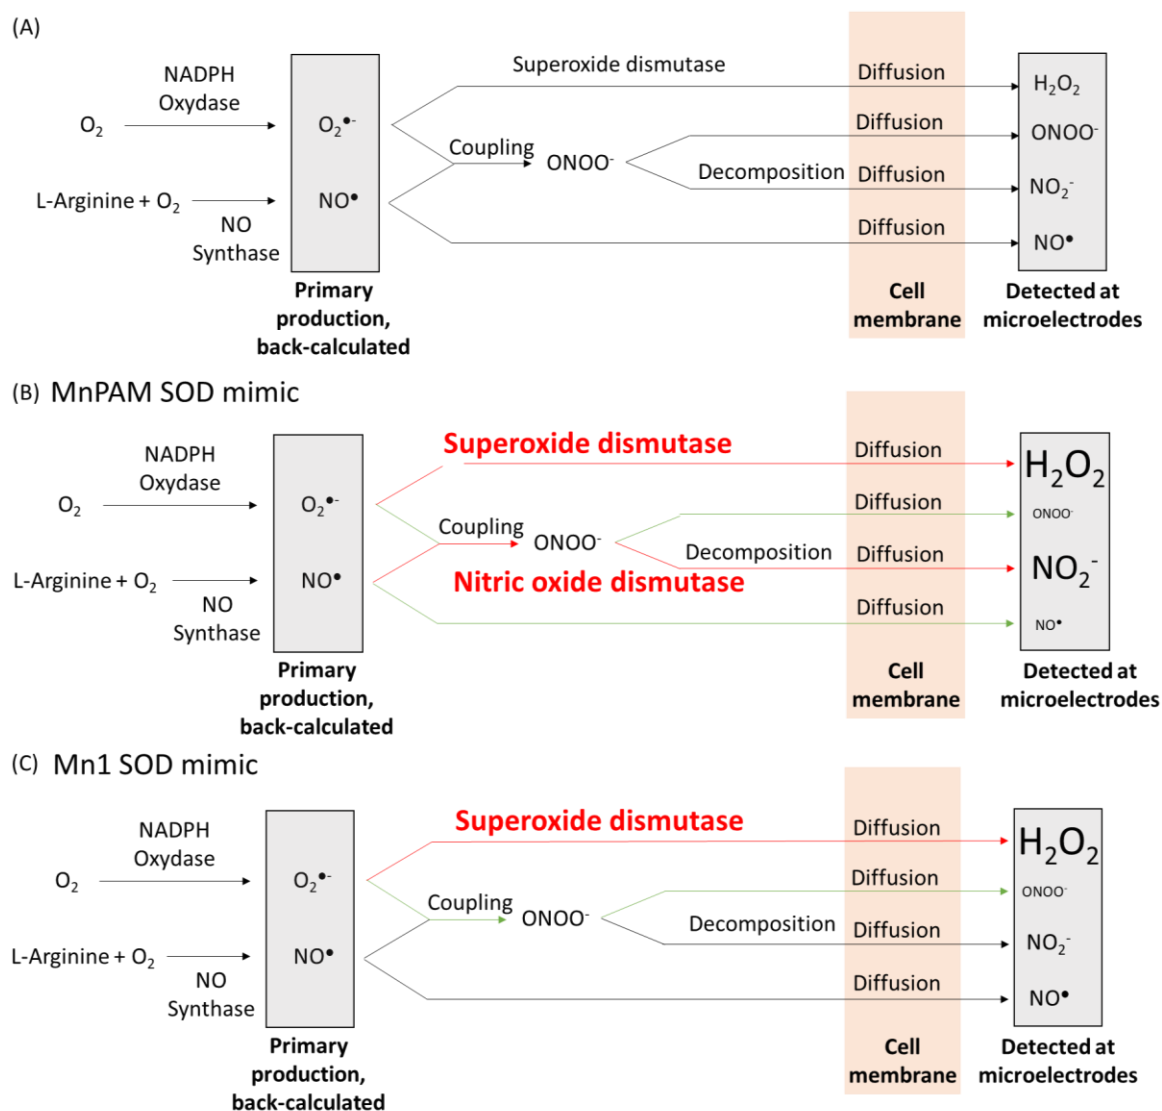 (A)
NADPH
Oxydase
O₂
O₂•-
Superoxide dismutase
Diffusion
H₂O₂
Coupling
ONOO-
Diffusion
ONOO-
Decomposition
Diffusion
NO₂-
L-Arginine + O₂
NO
Synthase
NO•
Diffusion
NO•
Primary
production,
back-calculated
Cell
membrane
Detected at
microelectrodes
(B) MnPAM SOD mimic
NADPH
Oxydase
O₂
O₂•-
Superoxide dismutase
Diffusion
H₂O₂
Coupling
ONOO-
Diffusion
ONOO-
Decomposition
Diffusion
NO₂-
L-Arginine + O₂
NO
Synthase
NO•
Nitric oxide dismutase
Diffusion
NO•
Primary
production,
back-calculated
Cell
membrane
Detected at
microelectrodes
(C) Mn1 SOD mimic
NADPH
Oxydase
O₂
O₂•-
Superoxide dismutase
Diffusion
H₂O₂
Coupling
ONOO-
Diffusion
ONOO-
Decomposition
Diffusion
NO₂-
L-Arginine + O₂
NO
Synthase
NO•
Diffusion
NO•
Primary
production,
back-calculated
Cell
membrane
Detected at
microelectrodes